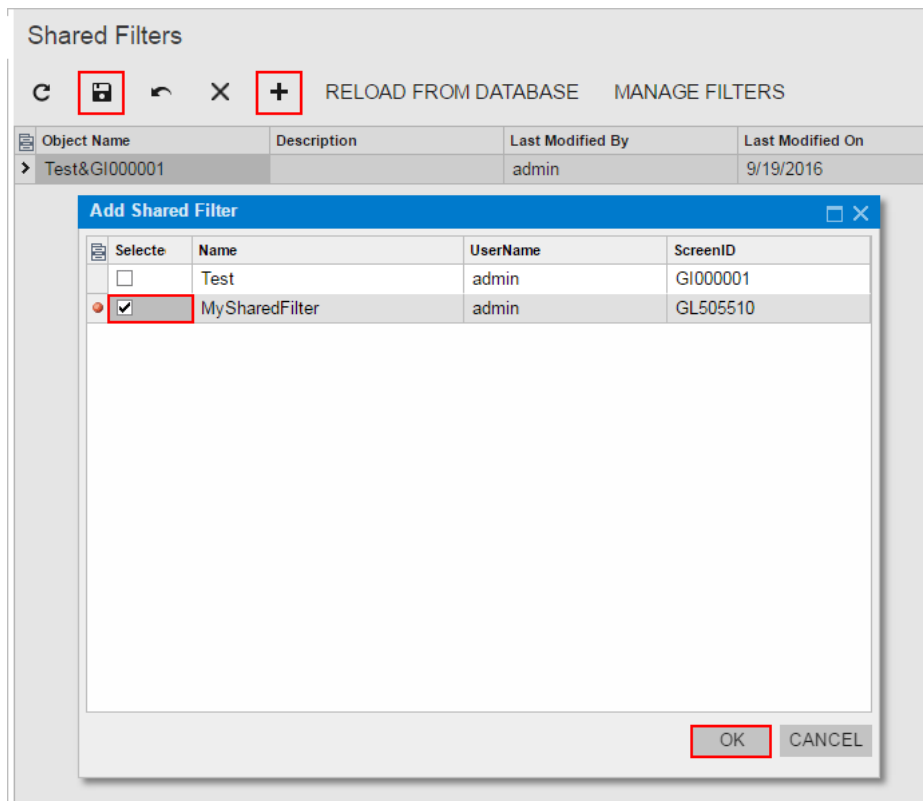 Shared Filters
RELOAD FROM DATABASE MANAGE FILTERS
Object Name Description Last Modified By Last Modified On
Test&GI000001 admin 9/19/2016
Add Shared Filter
Selecte Name UserName ScreenID
Test admin GI000001
MySharedFilter admin GL505510
OK CANCEL